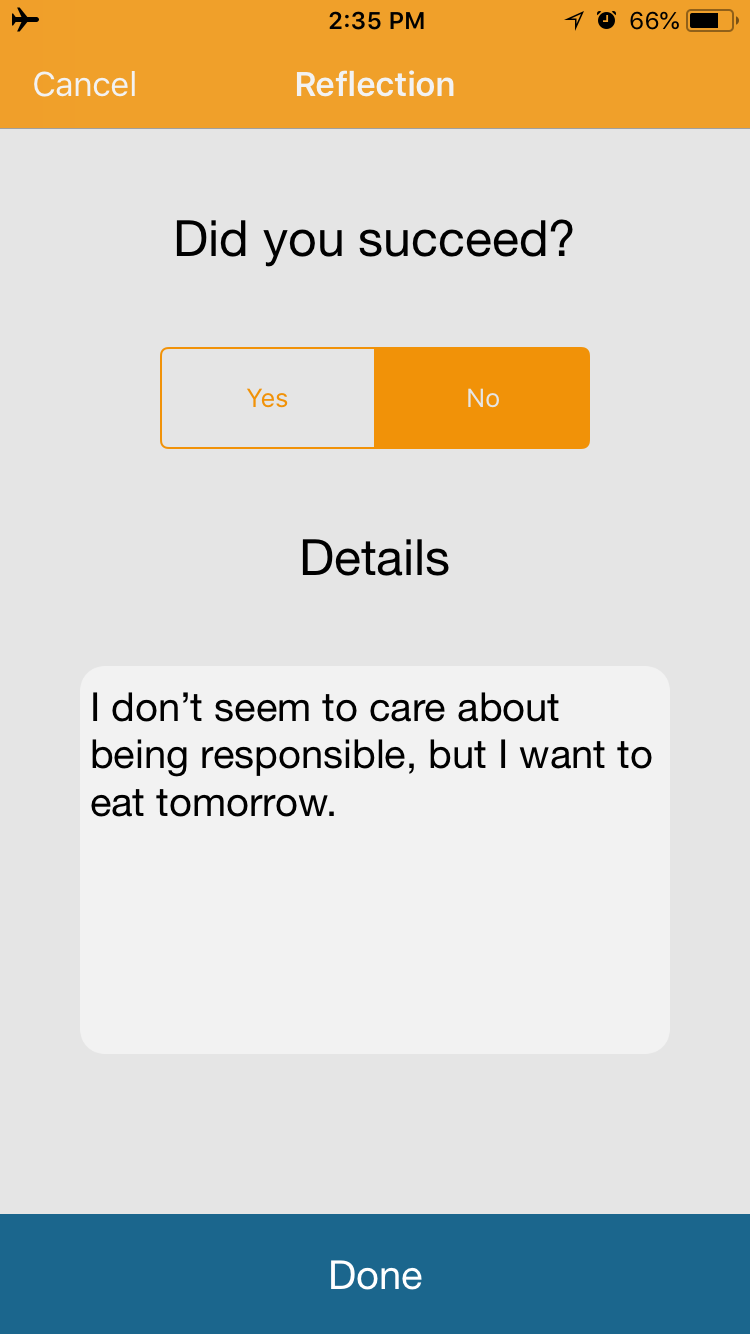 2:35 PM 66%
Cancel Reflection
Did you succeed?
Yes No
Details
I don’t seem to care about
being responsible, but I want to
eat tomorrow.
Done